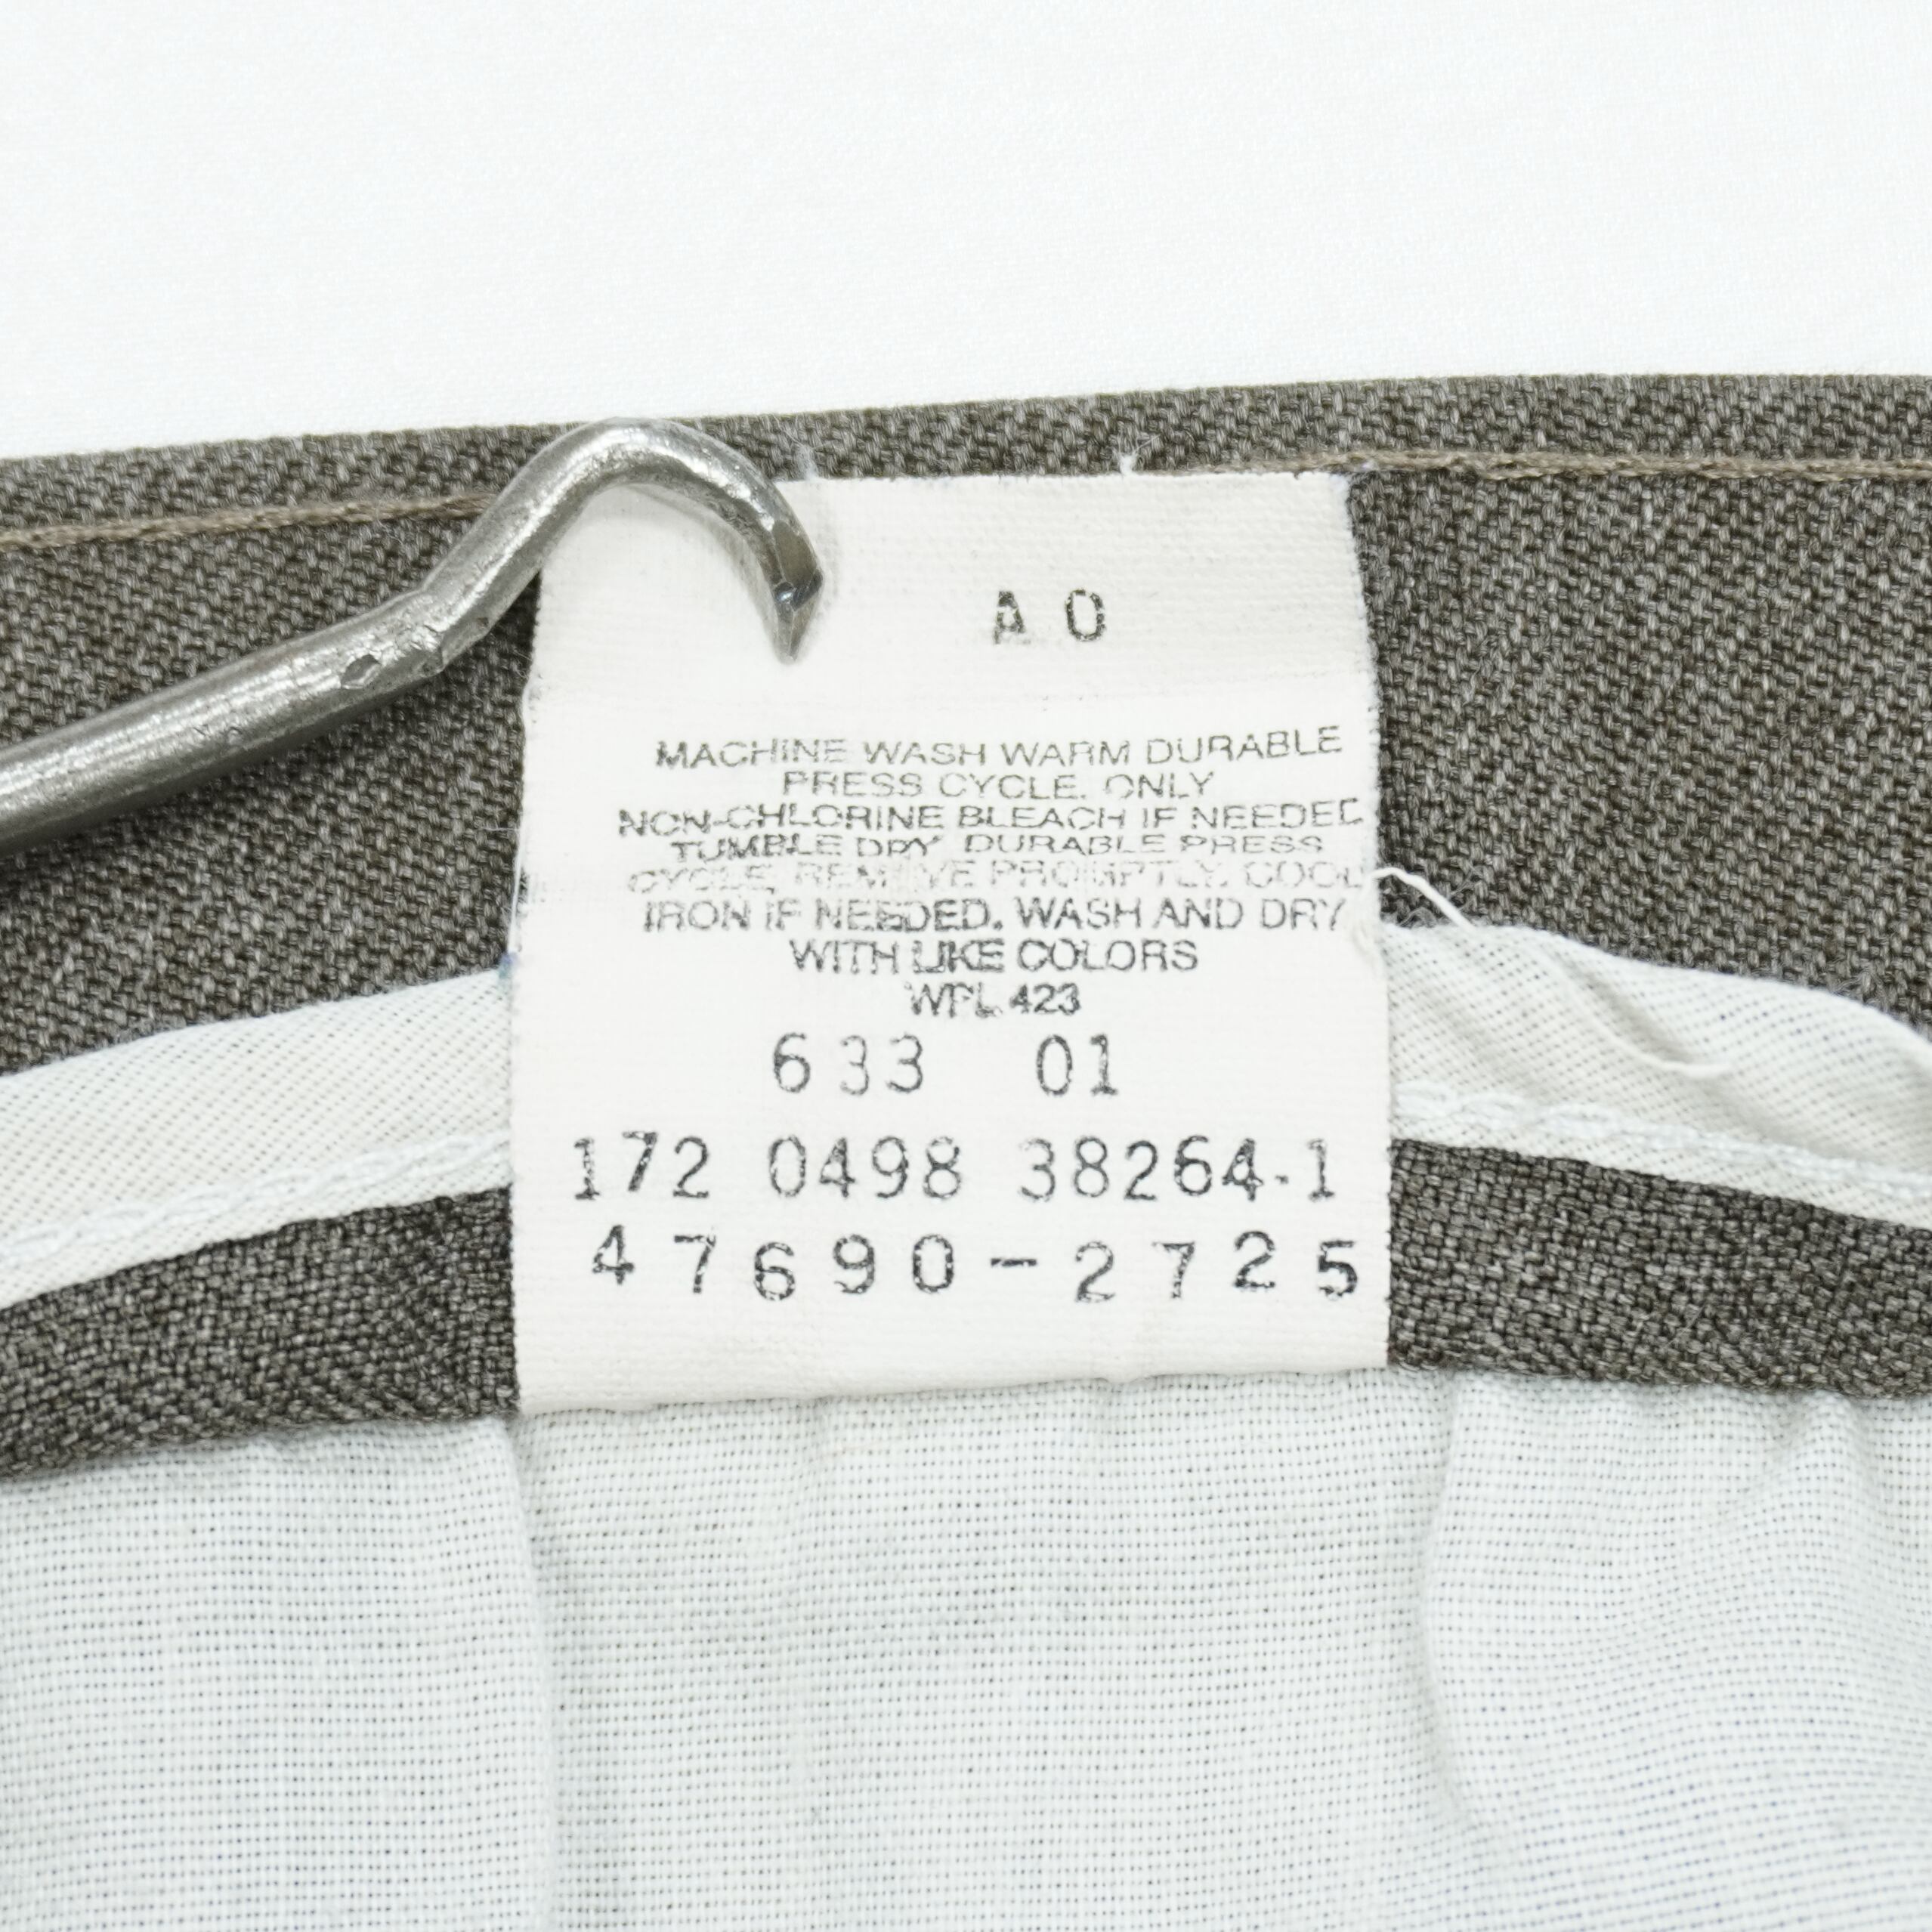 A O
MACHINE WASH WARM DURABLE
PRESS CYCLE. ONLY
NON-CHLORINE BLEACH IF NEEDED
TUMBLE DRY DURABLE PRESS
CYCLE, REMOVE PROMPTLY. COOL
IRON IF NEEDED. WASH AND DRY
WITH LIKE COLORS
WPL 423
633 01
172 0498 38264-1
47690-2725